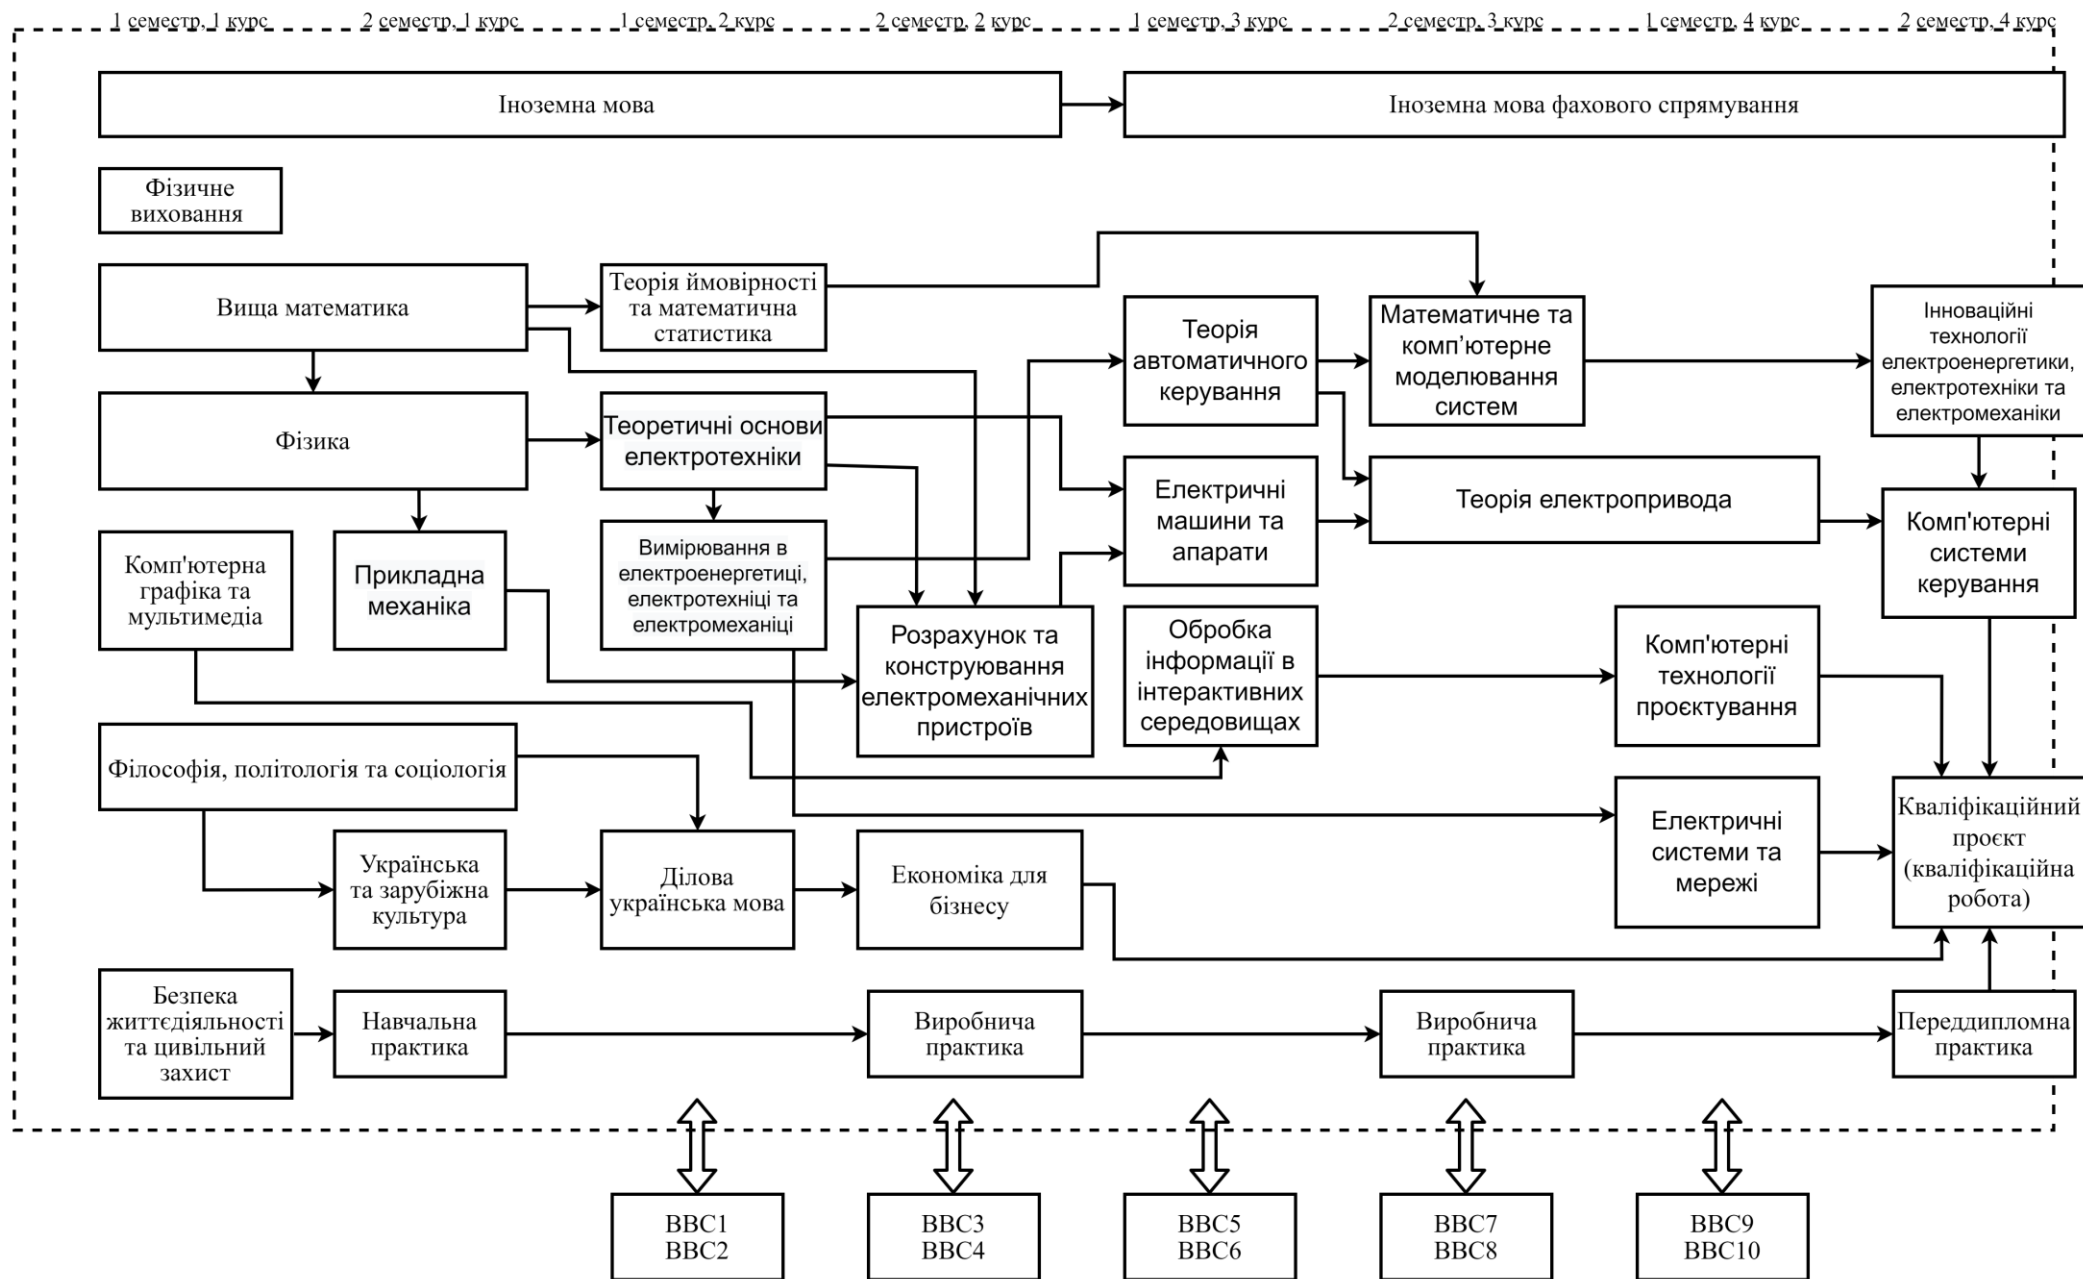 1 семестр, 1 курс
2 семестр, 1 курс
1 семестр, 2 курс
2 семестр, 2 курс
1 семестр, 3 курс
2 семестр, 3 курс
1 семестр, 4 курс
2 семестр, 4 курс
Іноземна мова
Іноземна мова фахового спрямування
Фізичне
виховання
Вища математика
Теорія ймовірності
та математична
статистика
Теорія
автоматичного
керування
Математичне та
комп’ютерне
моделювання
систем
Інноваційні
технології
електроенергетики,
електротехніки та
електромеханіки
Фізика
Теоретичні основи
електротехніки
Електричні
машини та
апарати
Теорія електропривода
Комп'ютерні
системи
керування
Комп'ютерна
графіка та
мультимедіа
Прикладна
механіка
Вимірювання в
електроенергетиці,
електротехніці та
електромеханіці
Розрахунок та
конструювання
електромеханічних
пристроїв
Обробка
інформації в
інтерактивних
середовищах
Комп'ютерні
технології
проєктування
Філософія, політологія та соціологія
Українська
та зарубіжна
культура
Ділова
українська мова
Економіка для
бізнесу
Електричні
системи та
мережі
Кваліфікаційний
проєкт
(кваліфікаційна
робота)
Безпека
життєдіяльності
та цивільний
захист
Навчальна
практика
Виробнича
практика
Виробнича
практика
Переддипломна
практика
ВВС1
ВВС2
ВВС3
ВВС4
ВВС5
ВВС6
ВВС7
ВВС8
ВВС9
ВВС10